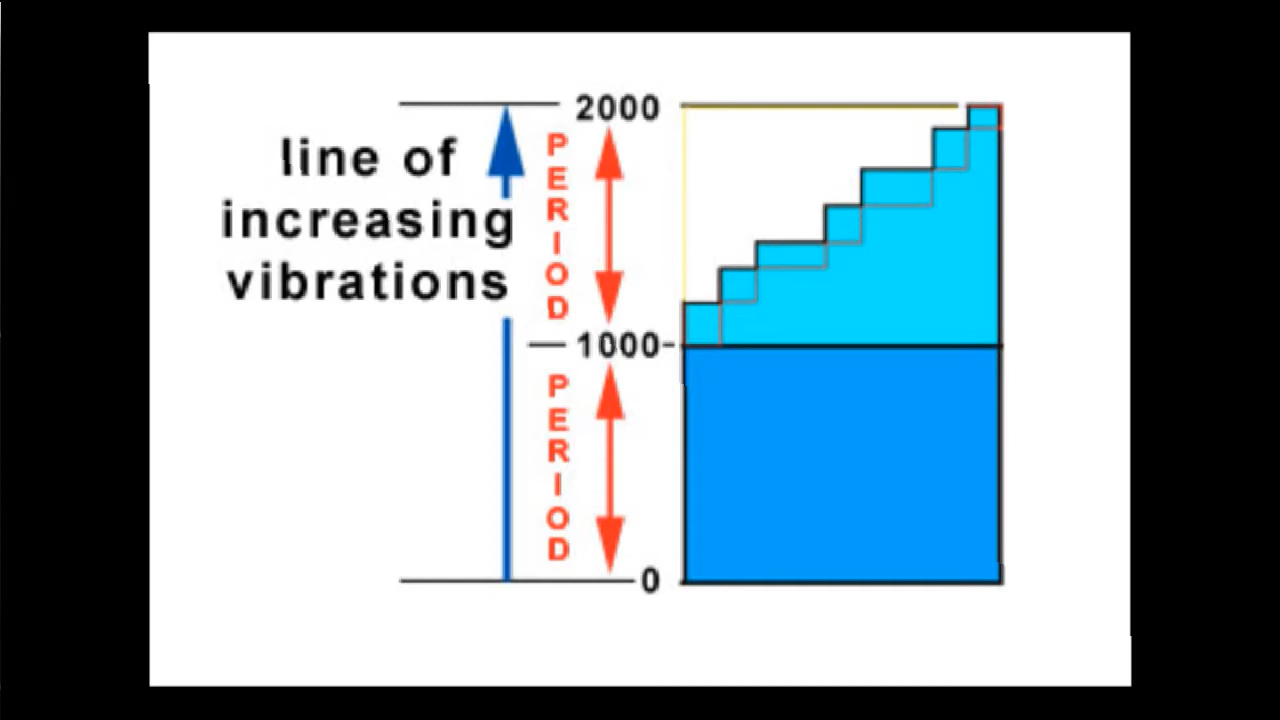 line of
increasing
vibrations
2000
PERIOD
1000
PERIOD
0